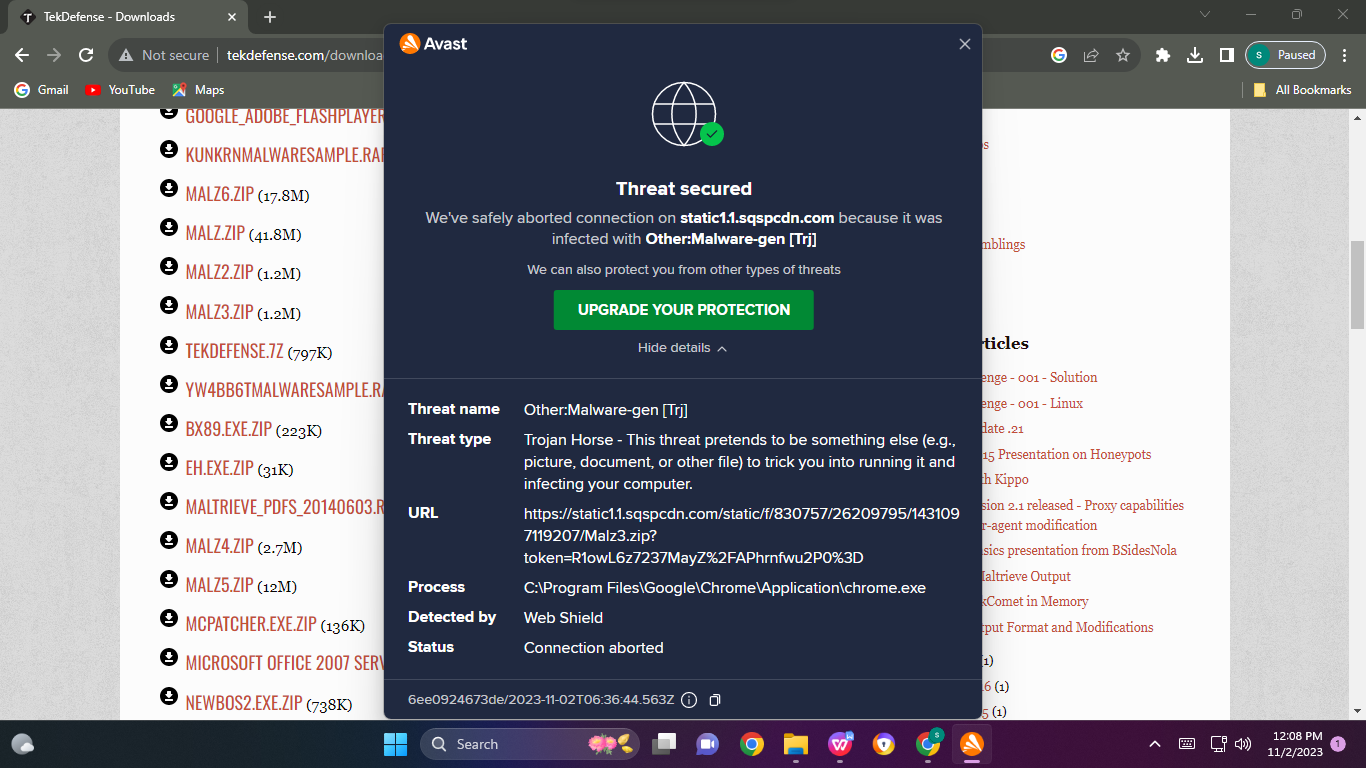 TekDefense - Downloads
Not secure
tekdefense.com/downloa
Paused
Gmail
YouTube
Maps
All Bookmarks
GOOGLE_ADOBE_FLASHPLAYER
KUNKRNMALWARESAMPLE.RAR
MALZ6.ZIP (17.8M)
MALZ.ZIP (41.8M)
MALZ2.ZIP (1.2M)
MALZ3.ZIP (1.2M)
TEKDEFENSE.7Z (797K)
YW4BB6TMALWARESAMPLE.RA
BX89.EXE.ZIP (223K)
EH.EXE.ZIP (31K)
MALTRIEVE_PDFS_20140603.R
MALZ4.ZIP (2.7M)
MALZ5.ZIP (12M)
MCPATCHER.EXE.ZIP (136K)
MICROSOFT OFFICE 2007 SERV
NEWBOS2.EXE.ZIP (738K)
Avast
Threat secured
We've safely aborted connection on static1.1.sqspcdn.com because it was
infected with Other:Malware-gen [Trj]
We can also protect you from other types of threats
UPGRADE YOUR PROTECTION
Hide details
Threat name Other:Malware-gen [Trj]
Threat type Trojan Horse - This threat pretends to be something else (e.g.,
picture, document, or other file) to trick you into running it and
infecting your computer.
URL https://static1.1.sqspcdn.com/static/f/830757/26209795/143109
7119207/Malz3.zip?
token=R1owL6z7237MayZ%2FAPhrnfwu2P0%3D
Process C:\Program Files\Google\Chrome\Application\chrome.exe
Detected by Web Shield
Status Connection aborted
6ee0924673de/2023-11-02T06:36:44.563Z
os
mblings
rticles
enge - 001 - Solution
enge - 001 - Linux
date .21
15 Presentation on Honeypots
th Kippo
sion 2.1 released - Proxy capabilities
r-agent modification
nsics presentation from BSidesNola
Maltrieve Output
kComet in Memory
tput Format and Modifications
(1)
16 (1)
5 (1)
Search
12:08 PM
11/2/2023
1